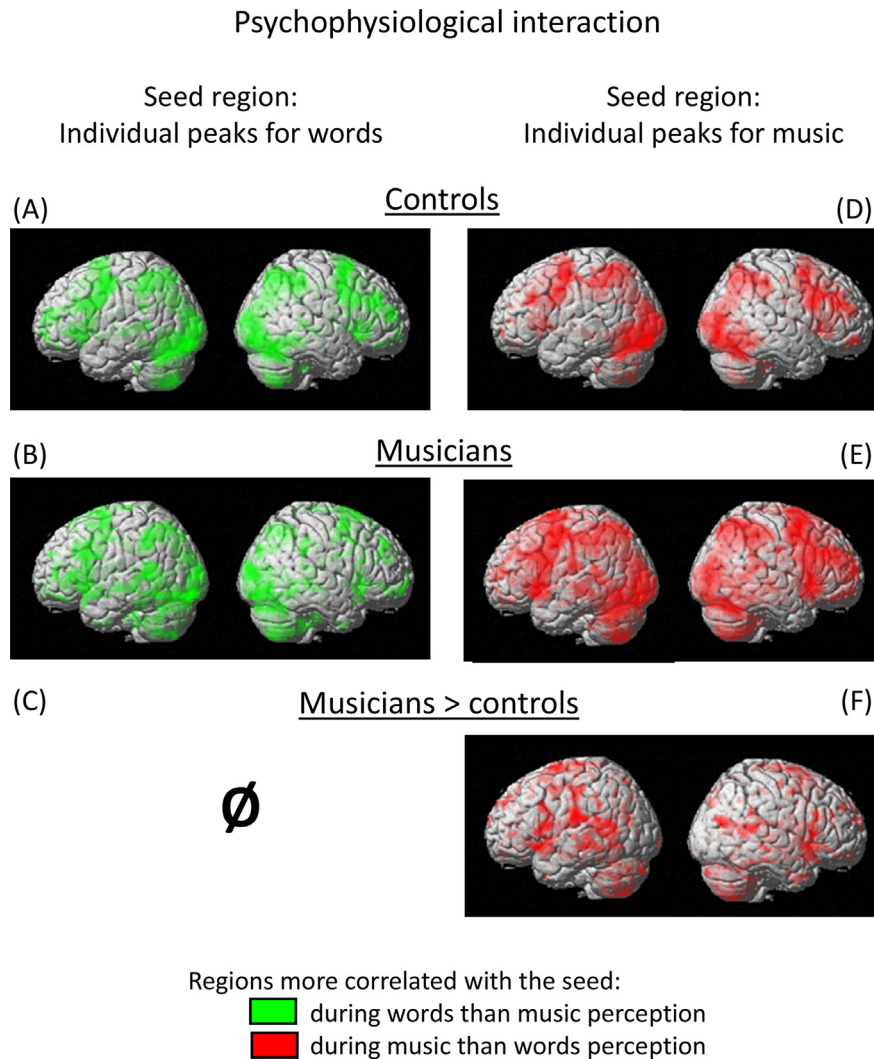 Psychophysiological interaction
Seed region:
Individual peaks for words
Seed region:
Individual peaks for music
(A)
Controls
(D)
(B)
Musicians
(E)
(C)
Musicians > controls
(F)
Ø
Regions more correlated with the seed:
during words than music perception
during music than words perception